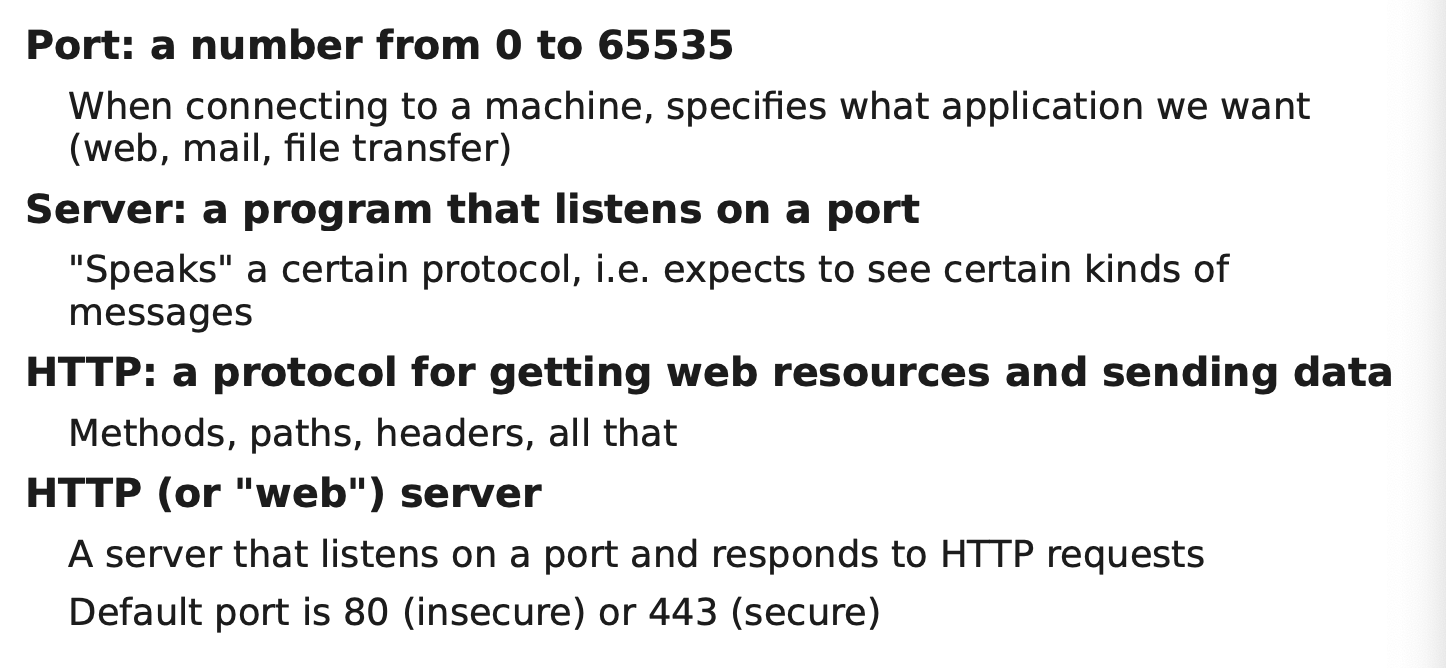 Port: a number from 0 to 65535
When connecting to a machine, specifies what application we want
(web, mail, file transfer)
Server: a program that listens on a port
"Speaks" a certain protocol, i.e. expects to see certain kinds of
messages
HTTP: a protocol for getting web resources and sending data
Methods, paths, headers, all that
HTTP (or "web") server
A server that listens on a port and responds to HTTP requests
Default port is 80 (insecure) or 443 (secure)